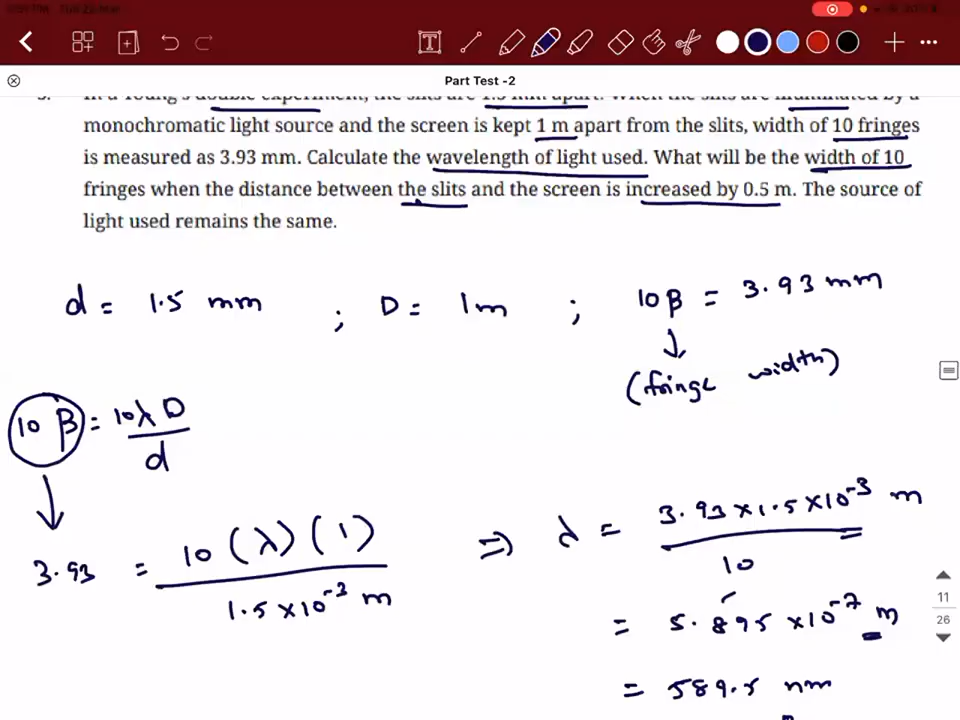 Part Test -2
monochromatic light source and the screen is kept 1 m apart from the slits, width of 10 fringes
is measured as 3.93 mm. Calculate the wavelength of light used. What will be the width of 10
fringes when the distance between the slits and the screen is increased by 0.5 m. The source of
light used remains the same.
d = 1.5 mm ; D = 1m ; 10β = 3.93 mm
(fringe width)
10 β = 10λD / d
3.93 = 10 (λ) (1) / 1.5 × 10⁻³ m
⇒ λ = 3.93 × 1.5 × 10⁻³ m / 10
= 5.895 × 10⁻⁷ m
= 589.5 nm
11
26